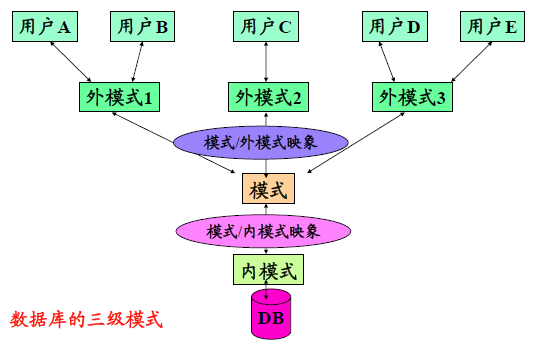 用户A 用户B 用户C 用户D 用户E
外模式1 外模式2 外模式3
模式/外模式映象
模式
模式/内模式映象
内模式
DB
数据库的三级模式